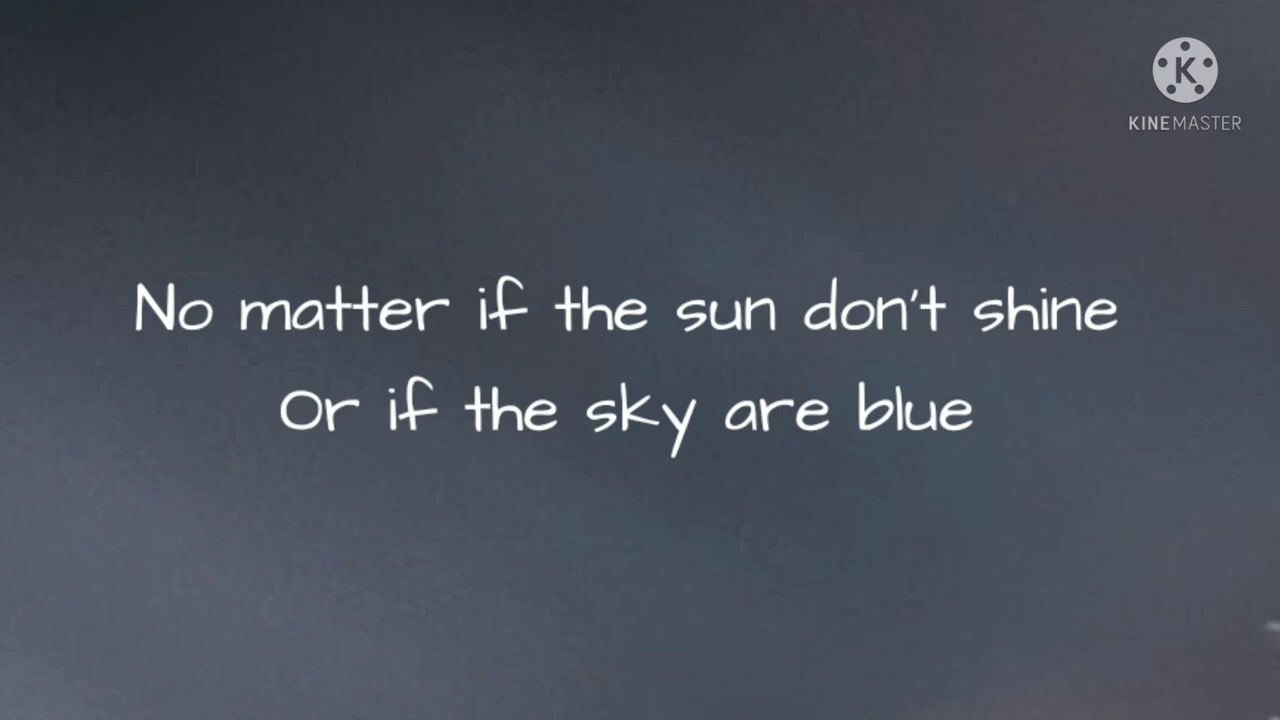 K
KINEMASTER
No matter if the sun don't shine
Or if the sky are blue